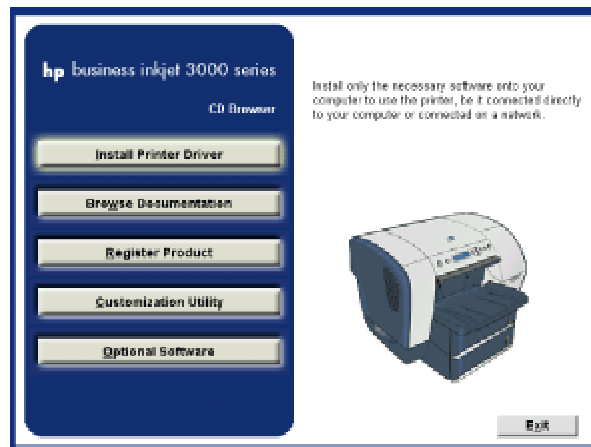 hp business inkjet 3000 series
CD Browser
Install only the necessary software onto your
computer to use the printer, be it connected directly
to your computer or connected on a network.
Install Printer Driver
Browse Documentation
Register Product
Customization Utility
Optional Software
Exit